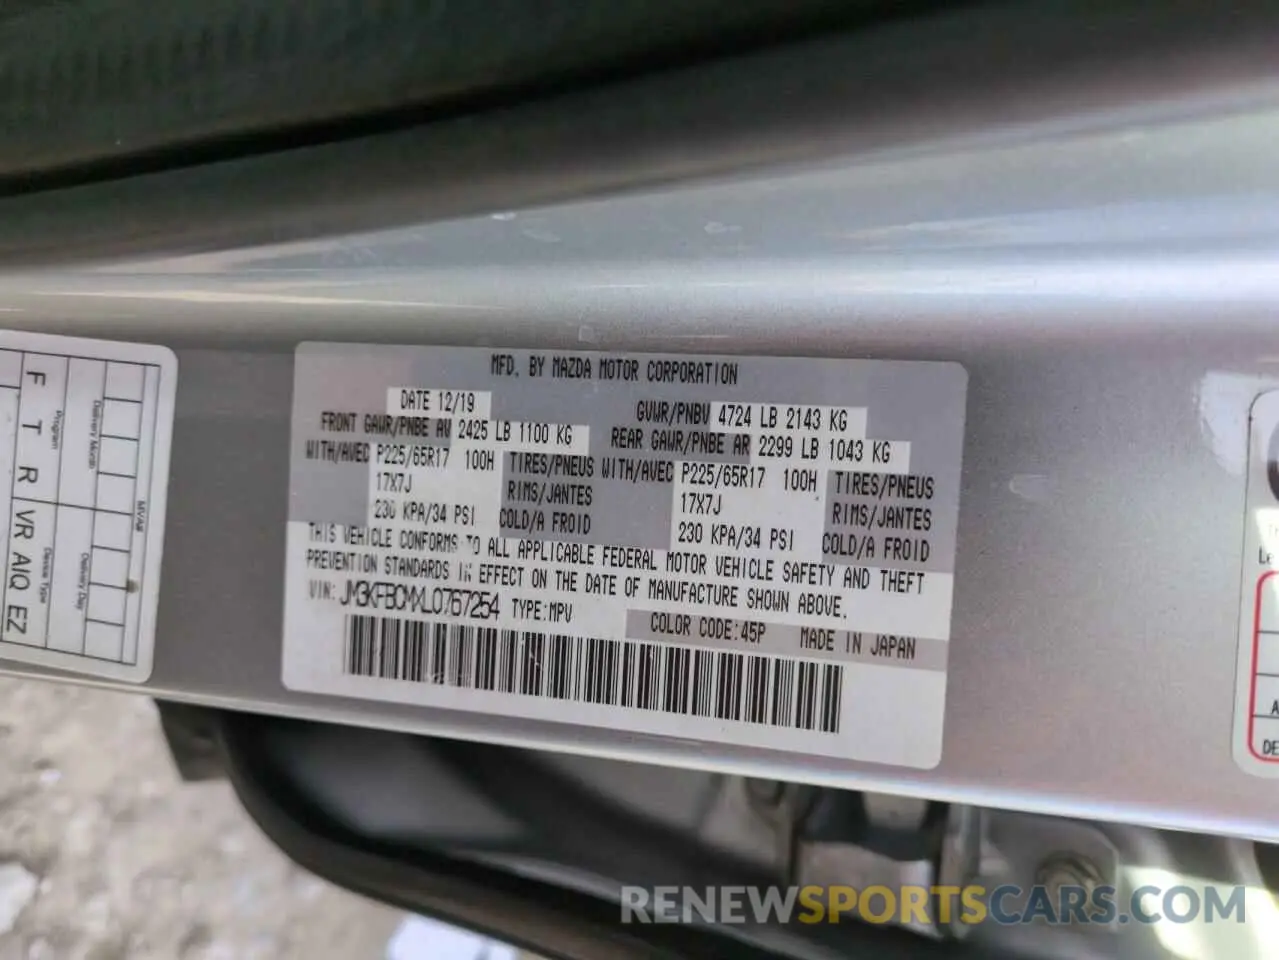 MFD. BY MAZDA MOTOR CORPORATION
DATE 12/19
GVWR/PNBV 4724 LB 2143 KG
FRONT GAWR/PNBE AV 2425 LB 1100 KG
REAR GAWR/PNBE AR 2299 LB 1043 KG
WITH/AVEC P225/65R17 100H TIRES/PNEUS
17X7J RIMS/JANTES
230 KPA/34 PSI COLD/A FROID
WITH/AVEC P225/65R17 100H TIRES/PNEUS
17X7J RIMS/JANTES
230 KPA/34 PSI COLD/A FROID
THIS VEHICLE CONFORMS TO ALL APPLICABLE FEDERAL MOTOR VEHICLE SAFETY AND THEFT
PREVENTION STANDARDS IN EFFECT ON THE DATE OF MANUFACTURE SHOWN ABOVE.
VIN: JM3KFBCMXL0767254 TYPE:MPV
COLOR CODE:45P MADE IN JAPAN
F T R VR AIQ EZ
Program
Delivery Month
Delivery Day
RENEWSPORTSCARS.COM